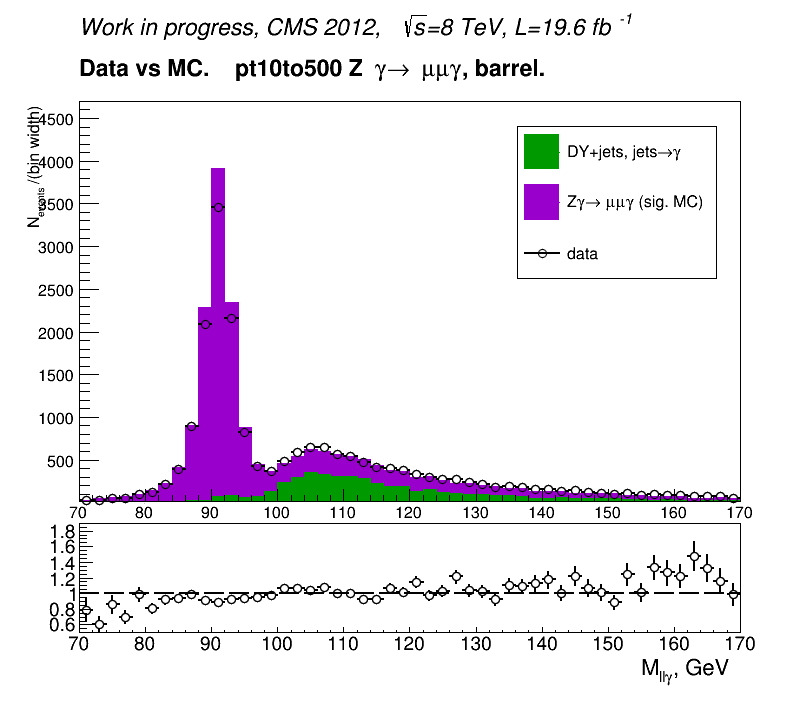 Work in progress, CMS 2012, √s=8 TeV, L=19.6 fb -1
Data vs MC. pt10to500 Z γ→ μμγ, barrel.
N events /(bin width)
4500
4000
3500
3000
2500
2000
1500
1000
500
DY+jets, jets→γ
Zγ→ μμγ (sig. MC)
data
70 80 90 100 110 120 130 140 150 160 170
1.8
1.6
1.4
1.2
1
0.8
0.6
70 80 90 100 110 120 130 140 150 160 170
M llγ, GeV